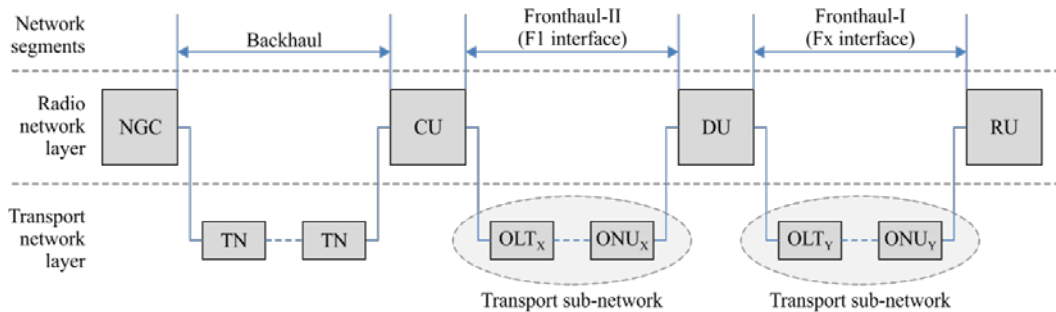 Network
segments
Backhaul
Fronthaul-II
(F1 interface)
Fronthaul-I
(Fx interface)
Radio
network
layer
NGC
CU
DU
RU
Transport
network
layer
TN
TN
OLTX
ONUX
OLTY
ONUY
Transport sub-network
Transport sub-network